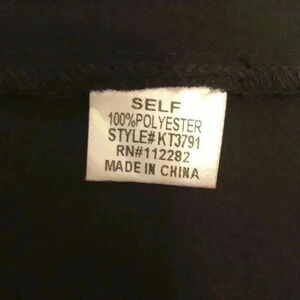 SELF
100%POLYESTER
STYLE#KT3791
RN#112282
MADE IN CHINA